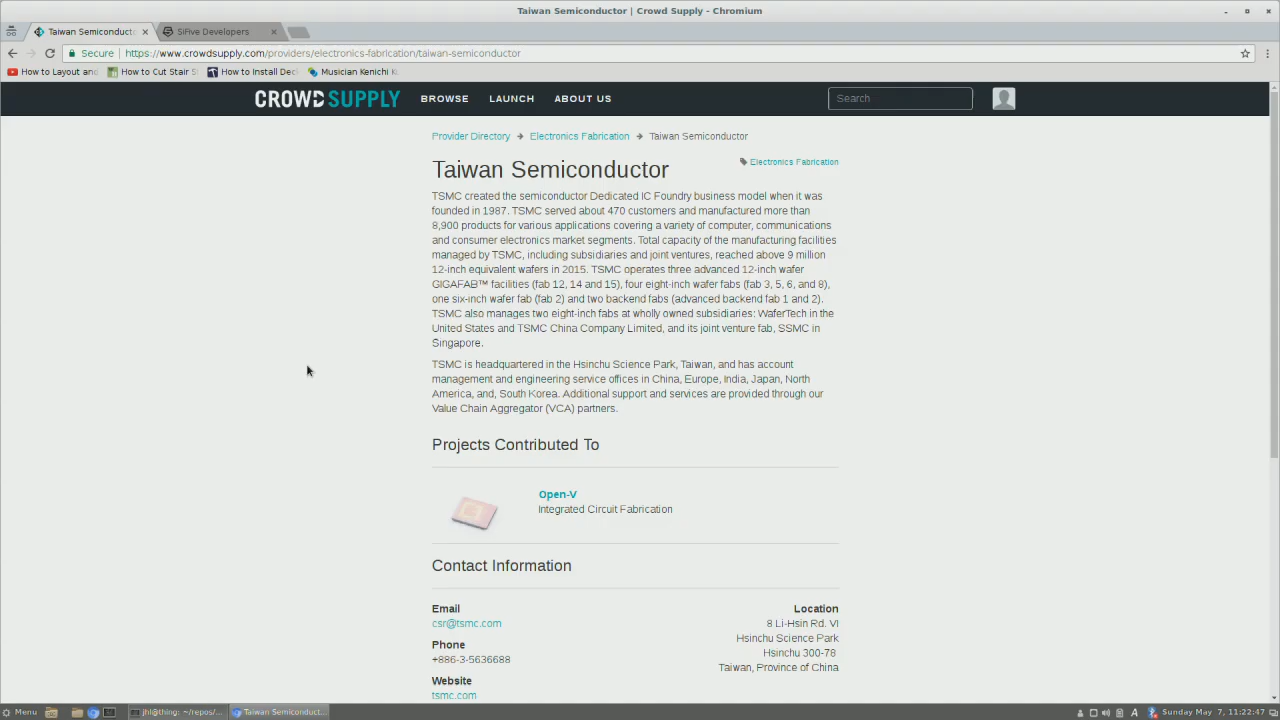 Taiwan Semiconductor | Crowd Supply - Chromium
Taiwan Semiconducto
SiFive Developers
Secure
https://www.crowdsupply.com/providers/electronics-fabrication/taiwan-semiconductor
How to Layout an
How to Cut Stair S
How to Install Dec
Musician Kenichi K
CROWD SUPPLY BROWSE LAUNCH ABOUT US Search
Provider Directory → Electronics Fabrication → Taiwan Semiconductor
Taiwan Semiconductor
Electronics Fabrication
TSMC created the semiconductor Dedicated IC Foundry business model when it was
founded in 1987. TSMC served about 470 customers and manufactured more than
8,900 products for various applications covering a variety of computer, communications
and consumer electronics market segments. Total capacity of the manufacturing facilities
managed by TSMC, including subsidiaries and joint ventures, reached above 9 million
12-inch equivalent wafers in 2015. TSMC operates three advanced 12-inch wafer
GIGAFAB™ facilities (fab 12, 14 and 15), four eight-inch wafer fabs (fab 3, 5, 6, and 8),
one six-inch wafer fab (fab 2) and two backend fabs (advanced backend fab 1 and 2).
TSMC also manages two eight-inch fabs at wholly owned subsidiaries: WaferTech in the
United States and TSMC China Company Limited, and its joint venture fab, SSMC in
Singapore.
TSMC is headquartered in the Hsinchu Science Park, Taiwan, and has account
management and engineering service offices in China, Europe, India, Japan, North
America, and, South Korea. Additional support and services are provided through our
Value Chain Aggregator (VCA) partners.
Projects Contributed To
Open-V
Integrated Circuit Fabrication
Contact Information
Email
csr@tsmc.com
Phone
+886-3-5636688
Website
tsmc.com
Location
8 Li-Hsin Rd. VI
Hsinchu Science Park
Hsinchu 300-78
Taiwan, Province of China
Menu
jhl@thing: ~/repos/...
Taiwan Semiconduct...
A
Sunday May 7, 11:22:47